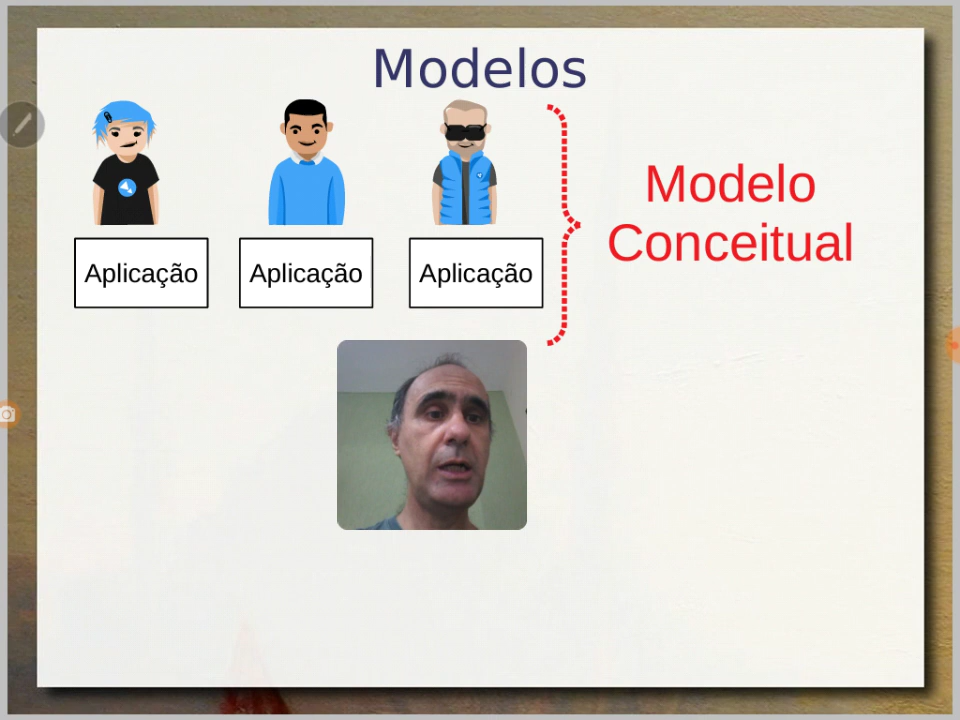 Modelos
Modelo
Conceitual
Aplicação
Aplicação
Aplicação